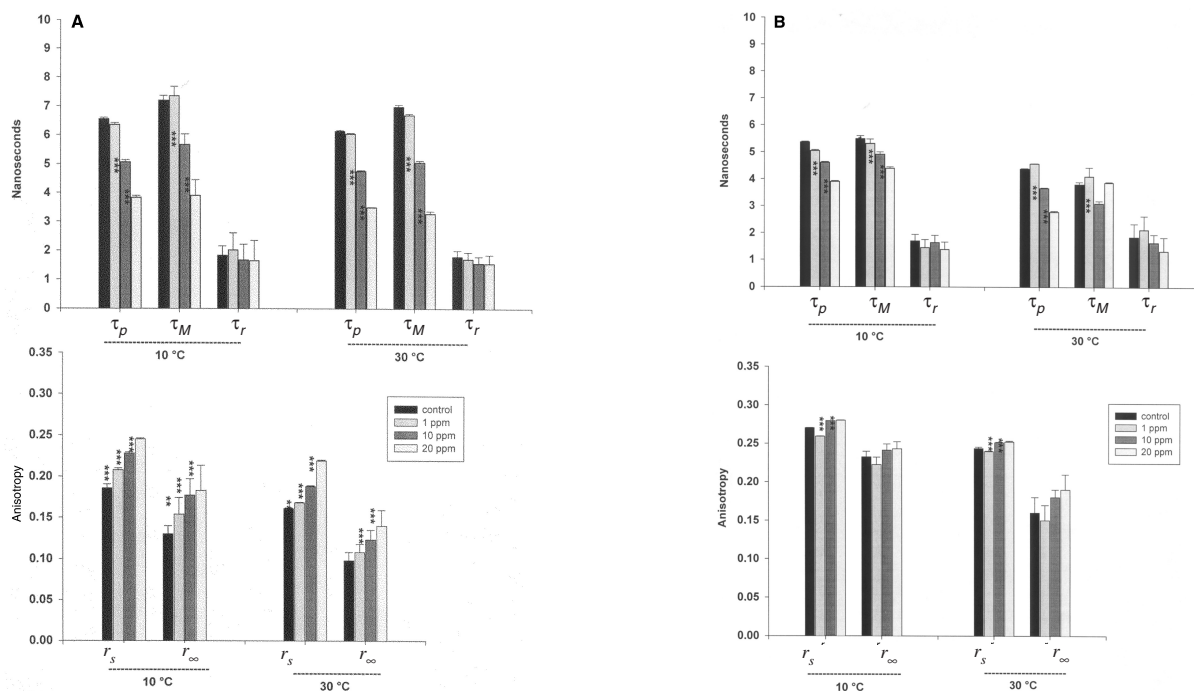 A
10
9
8
7
6
5
4
3
2
1
0
Nanoseconds
*** *** *** *** *** *** *** ***
τp τM τr τp τM τr
10 °C 30 °C
0.35
0.30
0.25
0.20
0.15
0.10
0.05
0.00
Anisotropy
control
1 ppm
10 ppm
20 ppm
*** *** *** ** *** *** * *** *** *** ***
rs r∞ rs r∞
10 °C 30 °C
B
10
9
8
7
6
5
4
3
2
1
0
Nanoseconds
*** *** *** *** *** *** ***
τp τM τr τp τM τr
10 °C 30 °C
0.35
0.30
0.25
0.20
0.15
0.10
0.05
0.00
Anisotropy
control
1 ppm
10 ppm
20 ppm
*** *** *** ***
rs r∞ rs r∞
10 °C 30 °C